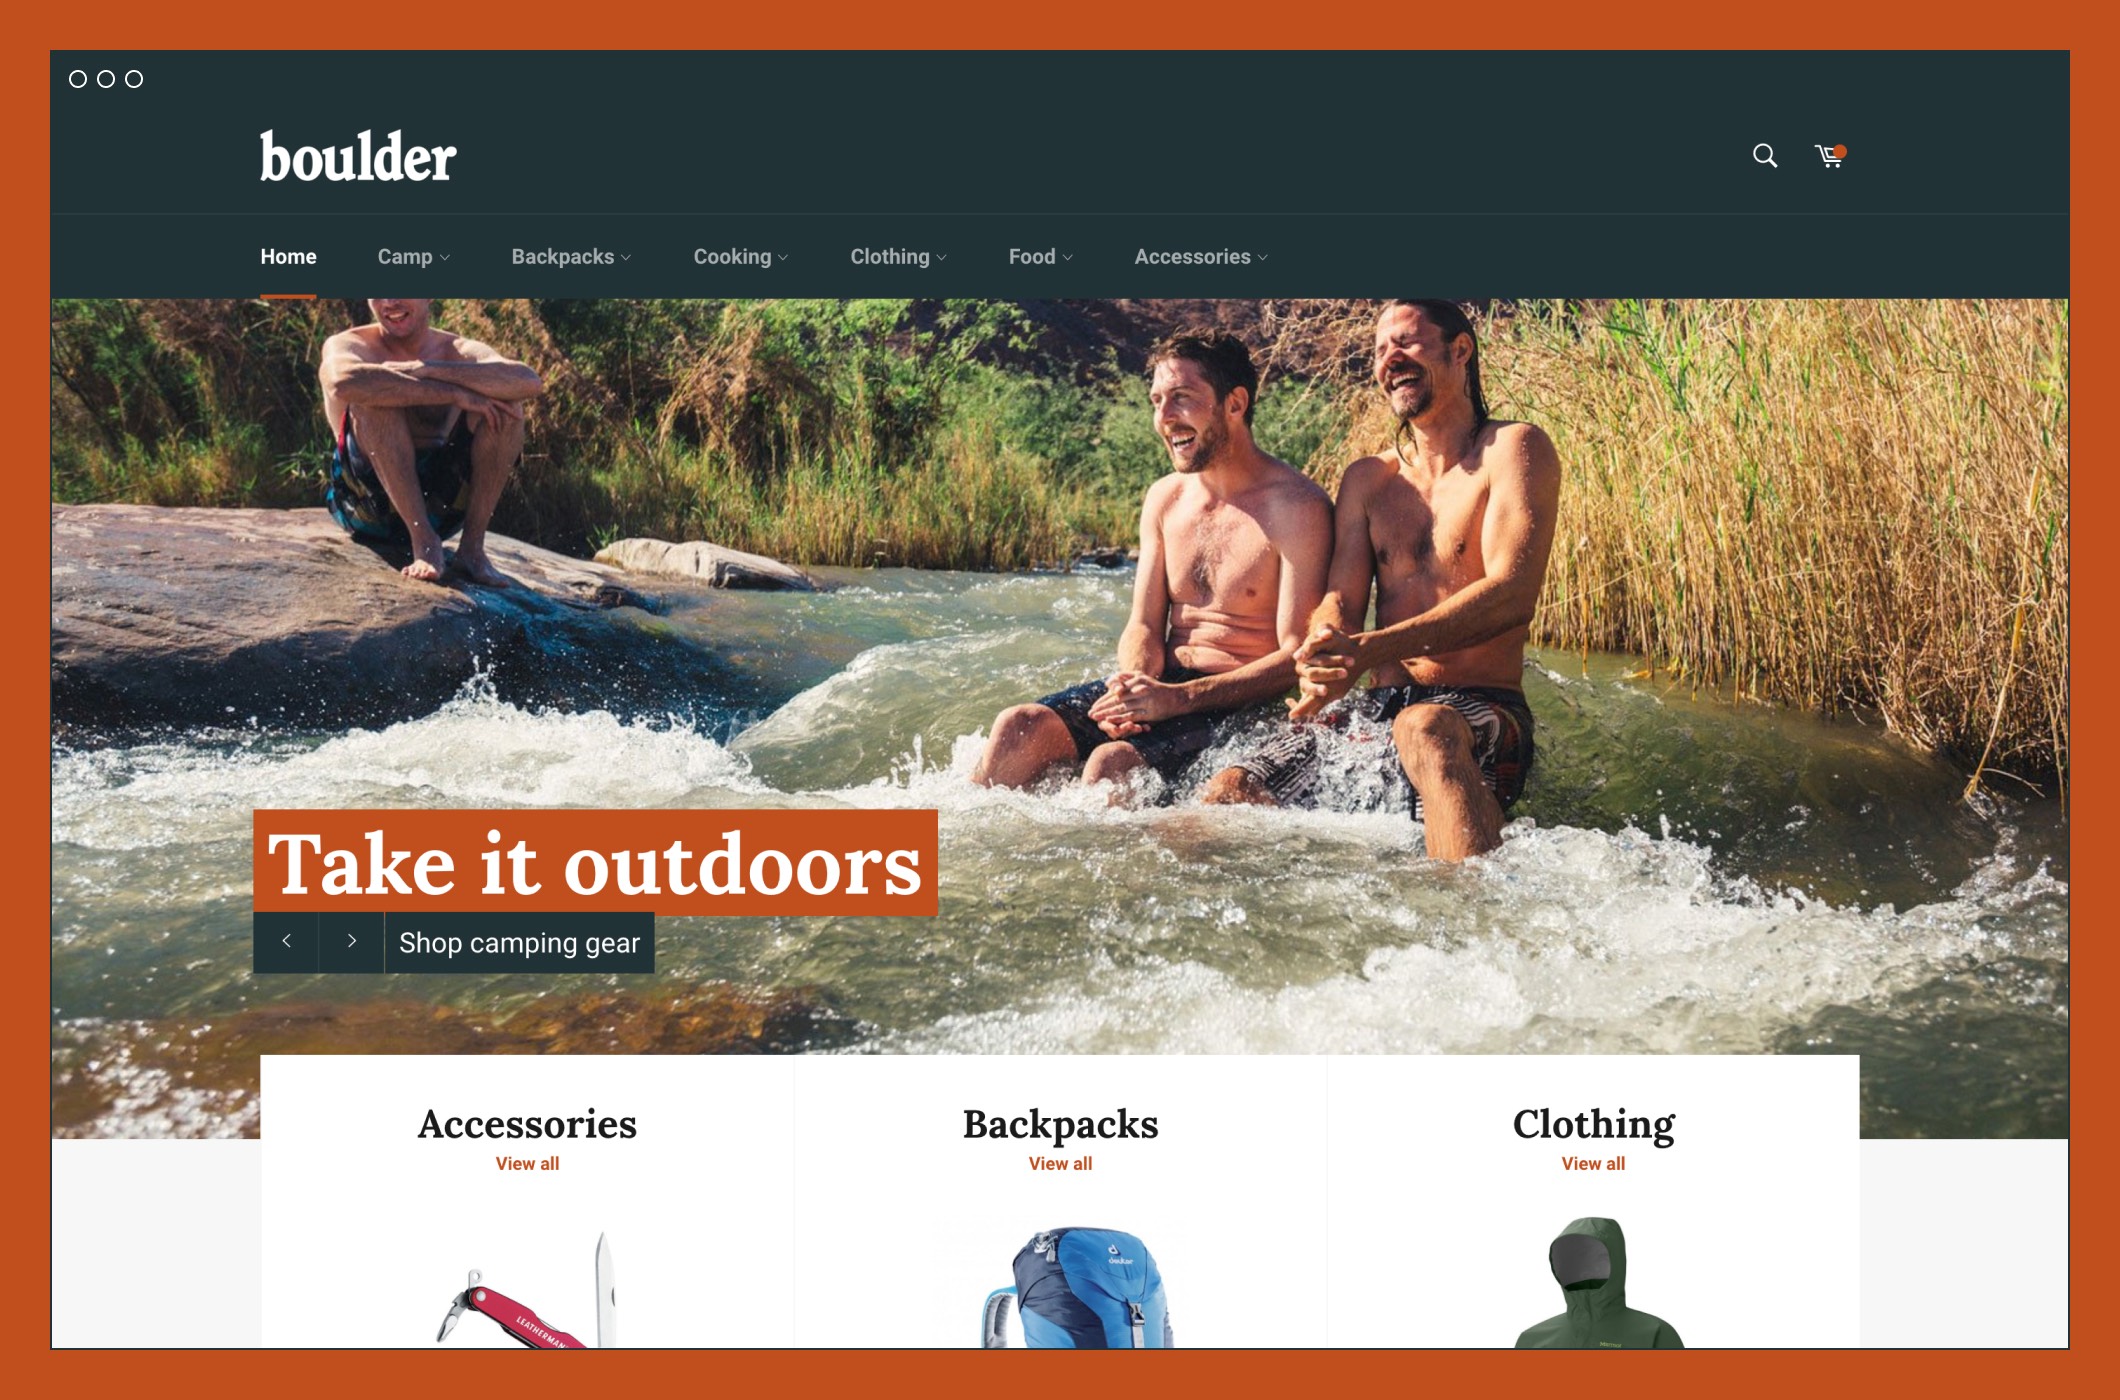 boulder
Home Camp Backpacks Cooking Clothing Food Accessories
Take it outdoors
Shop camping gear
Accessories Backpacks Clothing
View all View all View all
deuter
LEATHERMAN
Marmot